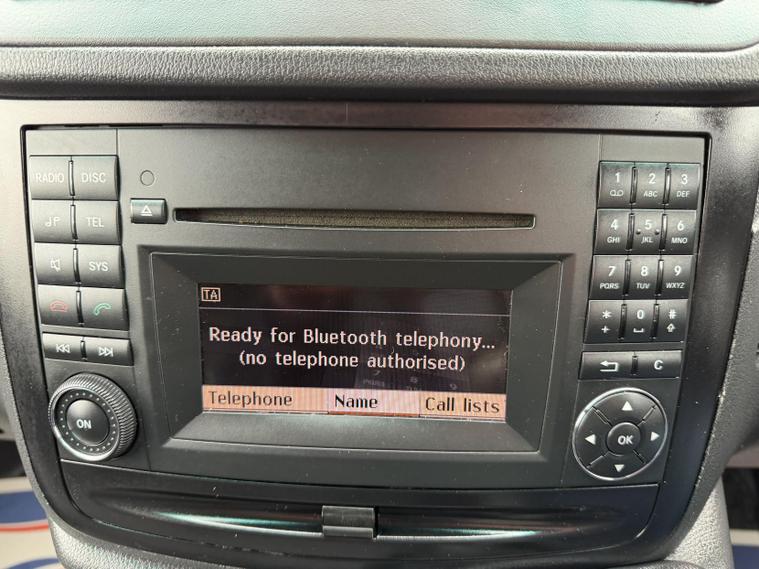 RADIO DISC
TEL
SYS
ON
TA
Ready for Bluetooth telephony...
(no telephone authorised)
Telephone Name Call lists
1 2 3
ABC DEF
4 5 6
GHI JKL MNO
7 8 9
PQRS TUV WXYZ
* 0 #
+
C
OK